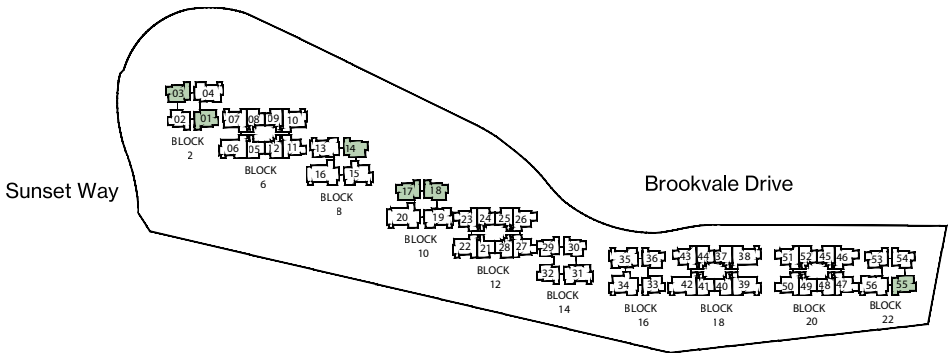 Sunset Way
Brookvale Drive
03 04
02 01
BLOCK
2
07 08 09 10
06 05 12 11
BLOCK
6
13 14
16 15
BLOCK
8
17 18
20 19
BLOCK
10
23 24 25 26
22 21 28 27
BLOCK
12
29 30
32 31
BLOCK
14
35 36
34 33
BLOCK
16
43 44 37 38
42 41 40 39
BLOCK
18
51 52 45 46
50 49 48 47
BLOCK
20
53 54
56 55
BLOCK
22